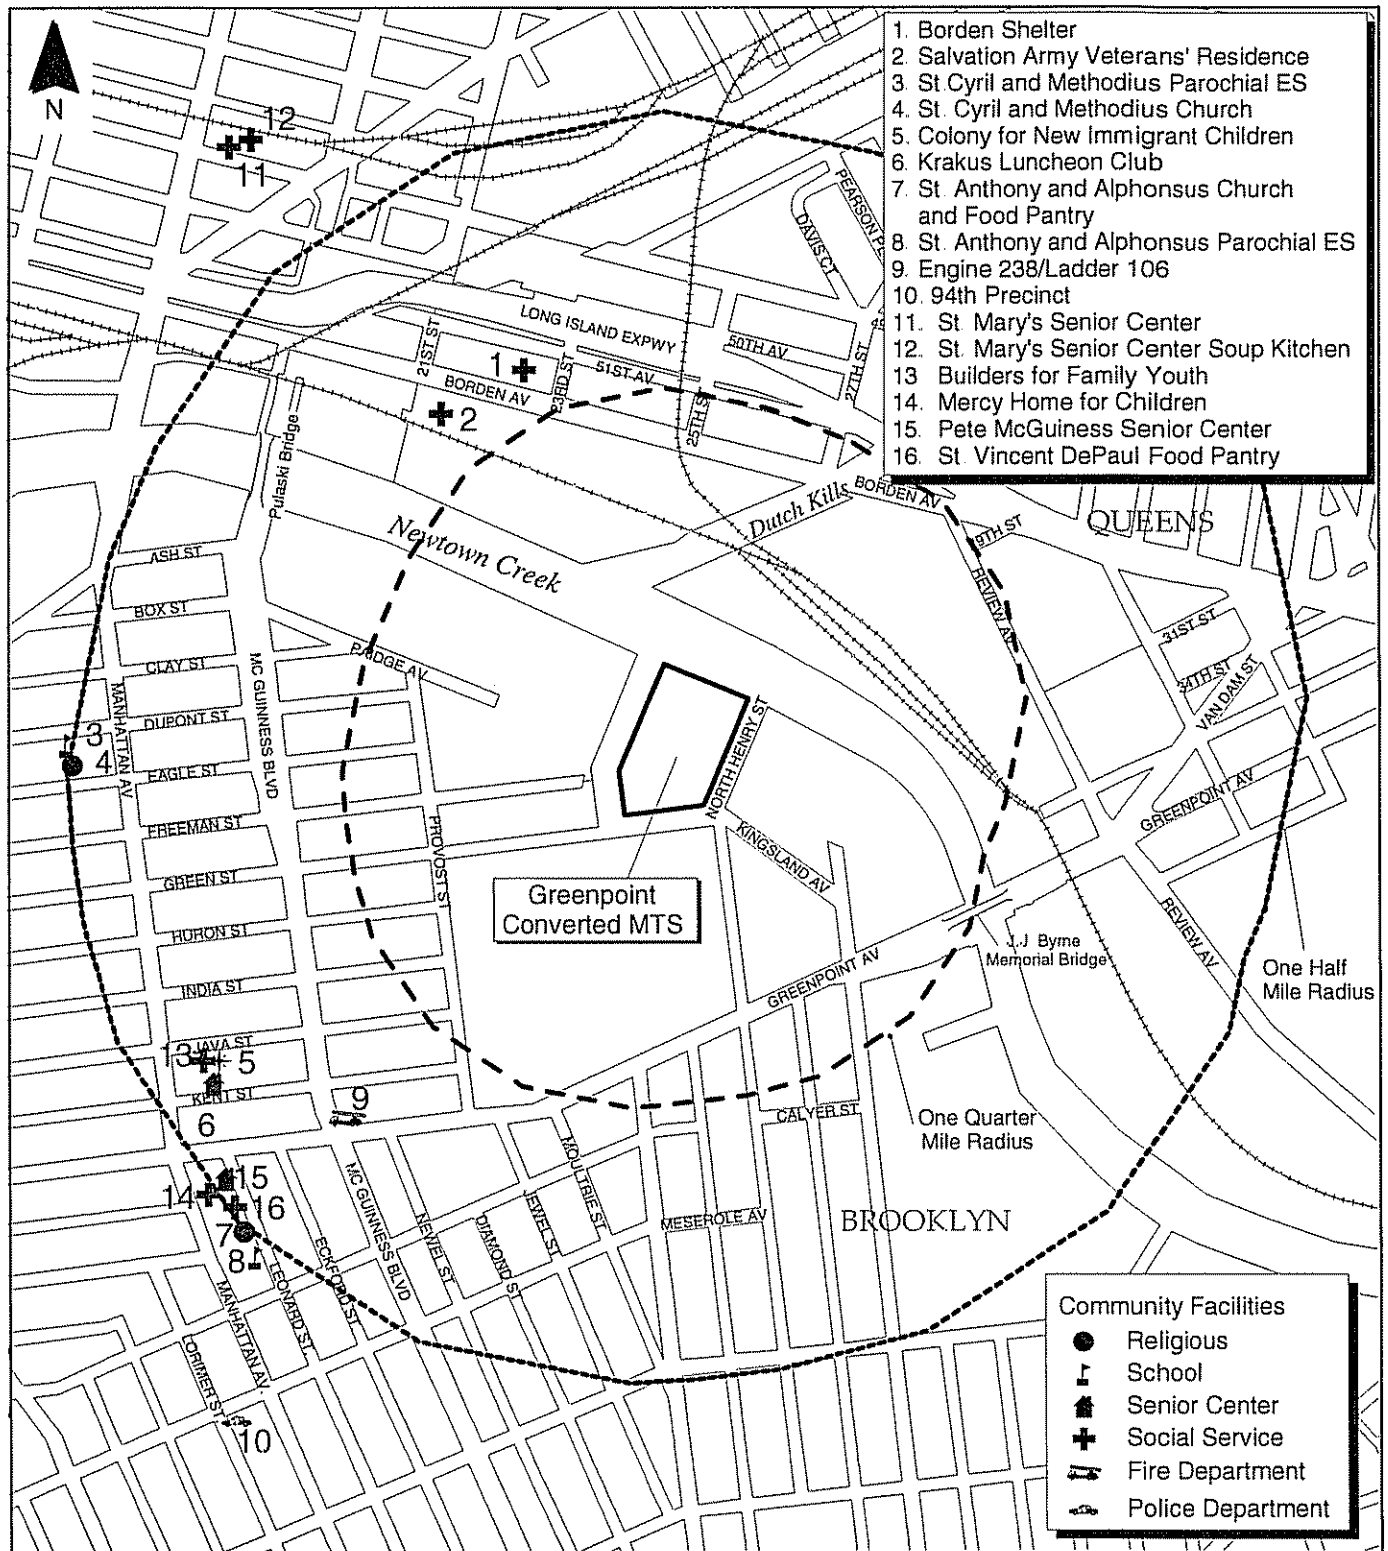 N
1. Borden Shelter
2. Salvation Army Veterans' Residence
3. St. Cyril and Methodius Parochial ES
4. St. Cyril and Methodius Church
5. Colony for New Immigrant Children
6. Krakus Luncheon Club
7. St. Anthony and Alphonsus Church
and Food Pantry
8. St. Anthony and Alphonsus Parochial ES
9. Engine 238/Ladder 106
10. 94th Precinct
11. St. Mary's Senior Center
12. St. Mary's Senior Center Soup Kitchen
13 Builders for Family Youth
14. Mercy Home for Children
15. Pete McGuiness Senior Center
16. St. Vincent DePaul Food Pantry
12
11
PEARSON
DAVIS CT
LONG ISLAND EXPWY
50TH AV
27TH ST
21ST ST
1
23RD ST
51ST AV
BORDEN AV
25TH ST
2
Pulaski Bridge
Newtown Creek
Dutch Kills
BORDEN AV
9TH ST
QUEENS
REVIEW AV
31ST ST
34TH ST
VAN DAM ST
GREENPOINT AV
ASH ST
BOX ST
CLAY ST
PAIDGE AV
MANHATTAN AV
MC GUINNESS BLVD
DUPONT ST
3
4
EAGLE ST
FREEMAN ST
PROVOST ST
GREEN ST
HURON ST
INDIA ST
NORTH HENRY ST
KINGSLAND AV
Greenpoint
Converted MTS
GREENPOINT AV
J.J Byrne
Memorial Bridge
REVIEW AV
One Half
Mile Radius
JAVA ST
13
5
KENT ST
6
9
CALYER ST
One Quarter
Mile Radius
15
14
16
7
8
MC GUINNESS BLVD
MOULTRIE ST
JEWEL ST
DIAMOND ST
NEWEL ST
ECKFORD ST
LEONARD ST
MANHATTAN AV.
LORIMER ST
10
MESEROLE AV
BROOKLYN
Community Facilities
Religious
School
Senior Center
Social Service
Fire Department
Police Department